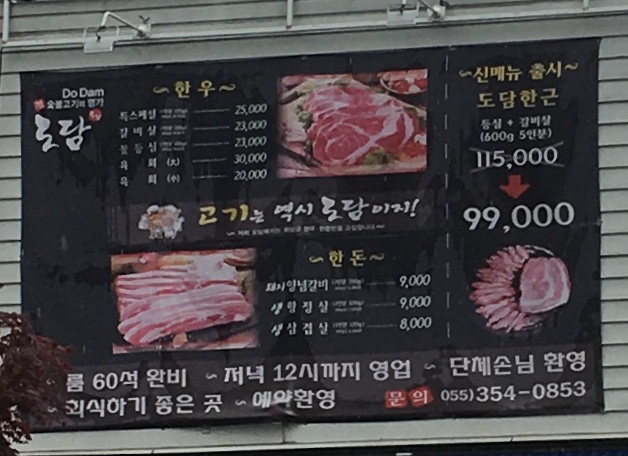 Do Dam
숯불고기의 명가
도담
~한우~
특스페셜 25,000
갈비살 23,000
꽃등심 23,000
육 회 (大) 30,000
육 회 (小) 20,000
고기는 역시 도담이지!
~한돈~
돼지양념갈비 9,000
생항정살 9,000
생삼겹살 8,000
~신메뉴 출시~
도담한근
등심 + 갈비살
(600g 5인분)
115,000
99,000
룸 60석 완비 ~저녁 12시까지 영업 ~ 단체손님 환영
회식하기 좋은 곳 ~예약환영 문의 055)354-0853